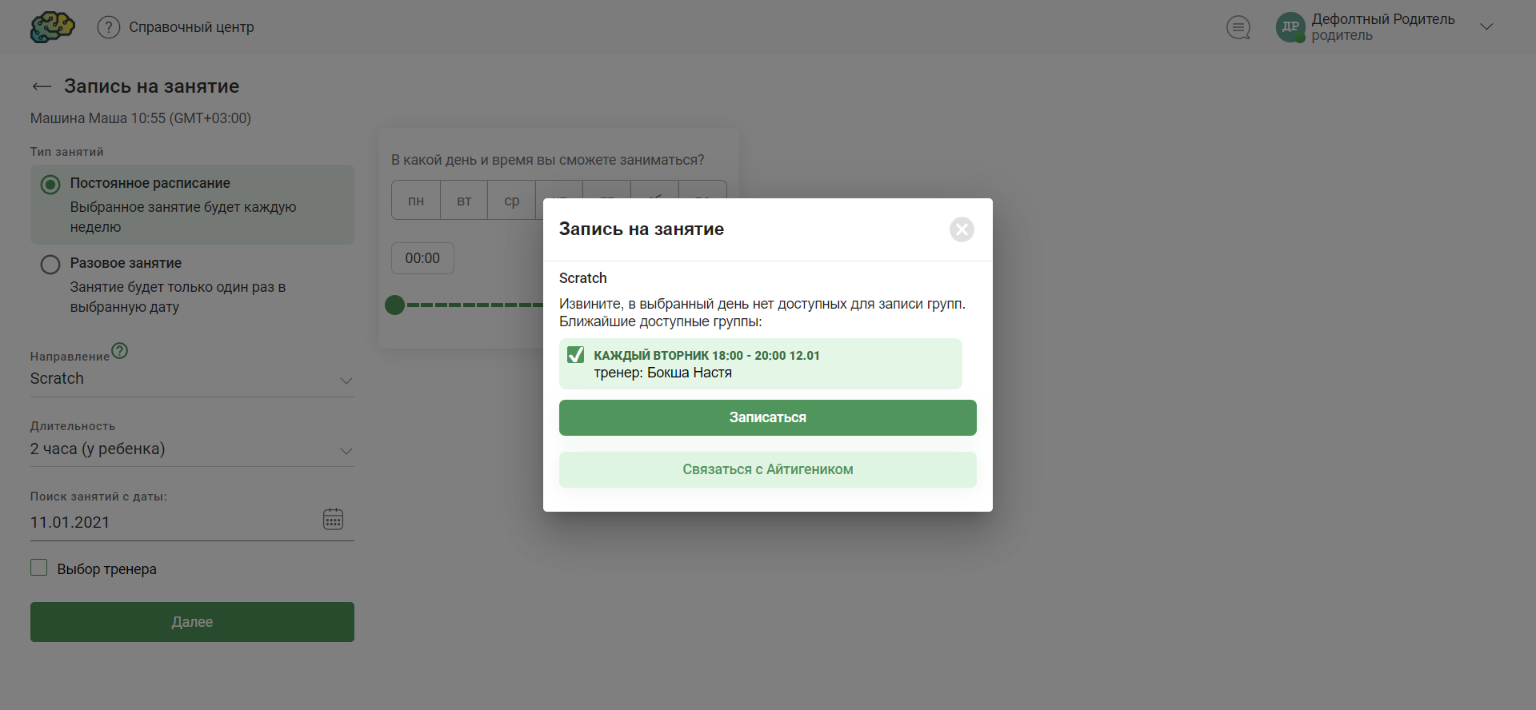 ? Справочный центр
ДР Дефолтный Родитель
родитель
← Запись на занятие
Машина Маша 10:55 (GMT+03:00)
Тип занятий
Постоянное расписание
Выбранное занятие будет каждую
неделю
Разовое занятие
Занятие будет только один раз в
выбранную дату
Направление ?
Scratch
Длительность
2 часа (у ребенка)
Поиск занятий с даты:
11.01.2021
Выбор тренера
Далее
В какой день и время вы сможете заниматься?
пн вт ср
00:00
Запись на занятие
Scratch
Извините, в выбранный день нет доступных для записи групп.
Ближайшие доступные группы:
КАЖДЫЙ ВТОРНИК 18:00 - 20:00 12.01
тренер: Бокша Настя
Записаться
Связаться с Айтигеником